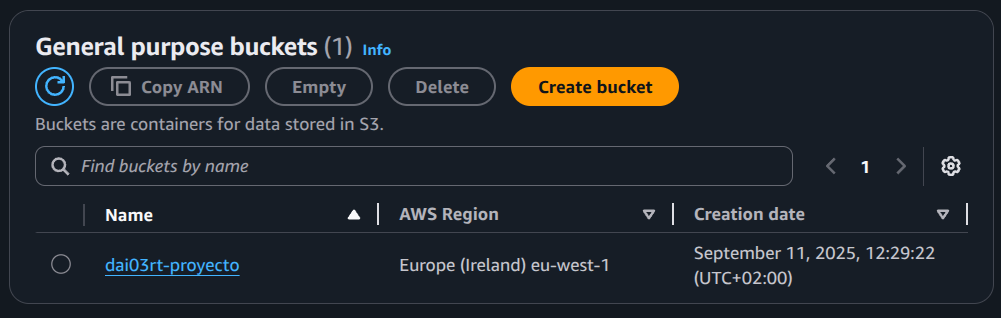 General purpose buckets (1) Info
Copy ARN Empty Delete Create bucket
Buckets are containers for data stored in S3.
Find buckets by name 1
Name AWS Region Creation date
dai03rt-proyecto Europe (Ireland) eu-west-1 September 11, 2025, 12:29:22
(UTC+02:00)